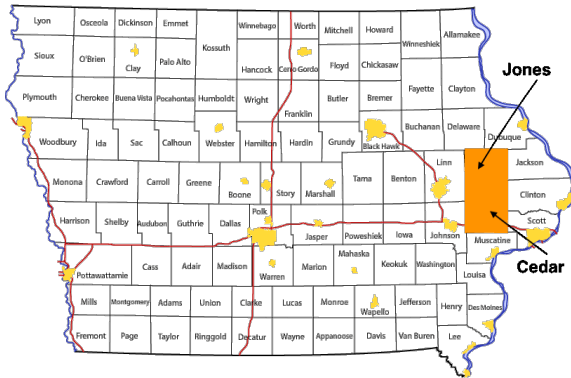 Lyon
Osceola
Dickinson
Emmet
Winnebago
Worth
Mitchell
Howard
Allamakee
Winneshiek
Kossuth
Sioux
O'Brien
Clay
Palo Alto
Hancock
Cerro Gordo
Floyd
Chickasaw
Jones
Plymouth
Cherokee
Buena Vista
Pocahontas
Humboldt
Wright
Franklin
Butler
Bremer
Fayette
Clayton
Woodbury
Ida
Sac
Calhoun
Webster
Hamilton
Hardin
Grundy
Black Hawk
Buchanan
Delaware
Dubuque
Monona
Crawford
Carroll
Greene
Boone
Story
Marshall
Tama
Benton
Linn
Jackson
Clinton
Harrison
Shelby
Audubon
Guthrie
Dallas
Polk
Jasper
Poweshiek
Iowa
Johnson
Scott
Muscatine
Cedar
Pottawattamie
Cass
Adair
Madison
Warren
Marion
Mahaska
Keokuk
Washington
Louisa
Mills
Montgomery
Adams
Union
Clarke
Lucas
Monroe
Wapello
Jefferson
Henry
Des Moines
Fremont
Page
Taylor
Ringgold
Decatur
Wayne
Appanoose
Davis
Van Buren
Lee